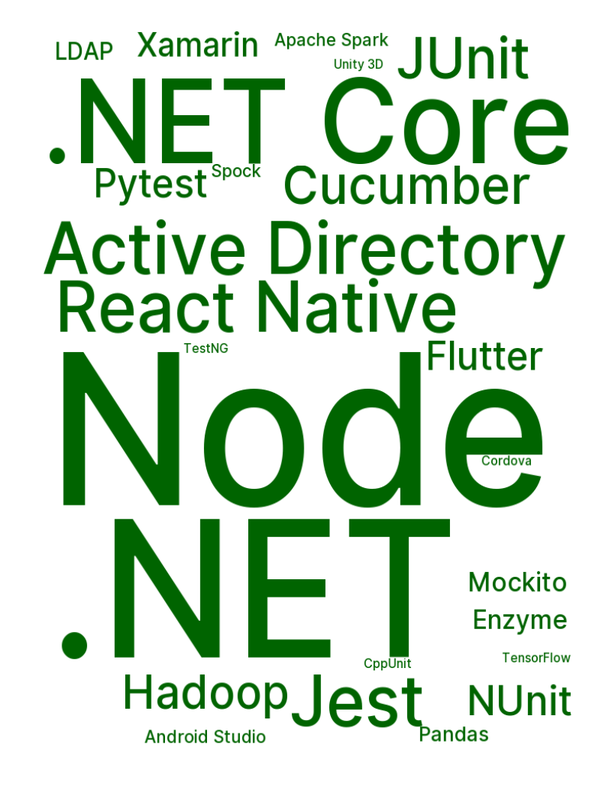 LDAP
Xamarin
Apache Spark
Unity 3D
JUnit
.NET Core
Pytest
Spock
Cucumber
Active Directory
React Native
TestNG
Flutter
Node
Cordova
.NET
Mockito
Enzyme
TensorFlow
CppUnit
Hadoop
Jest
NUnit
Android Studio
Pandas